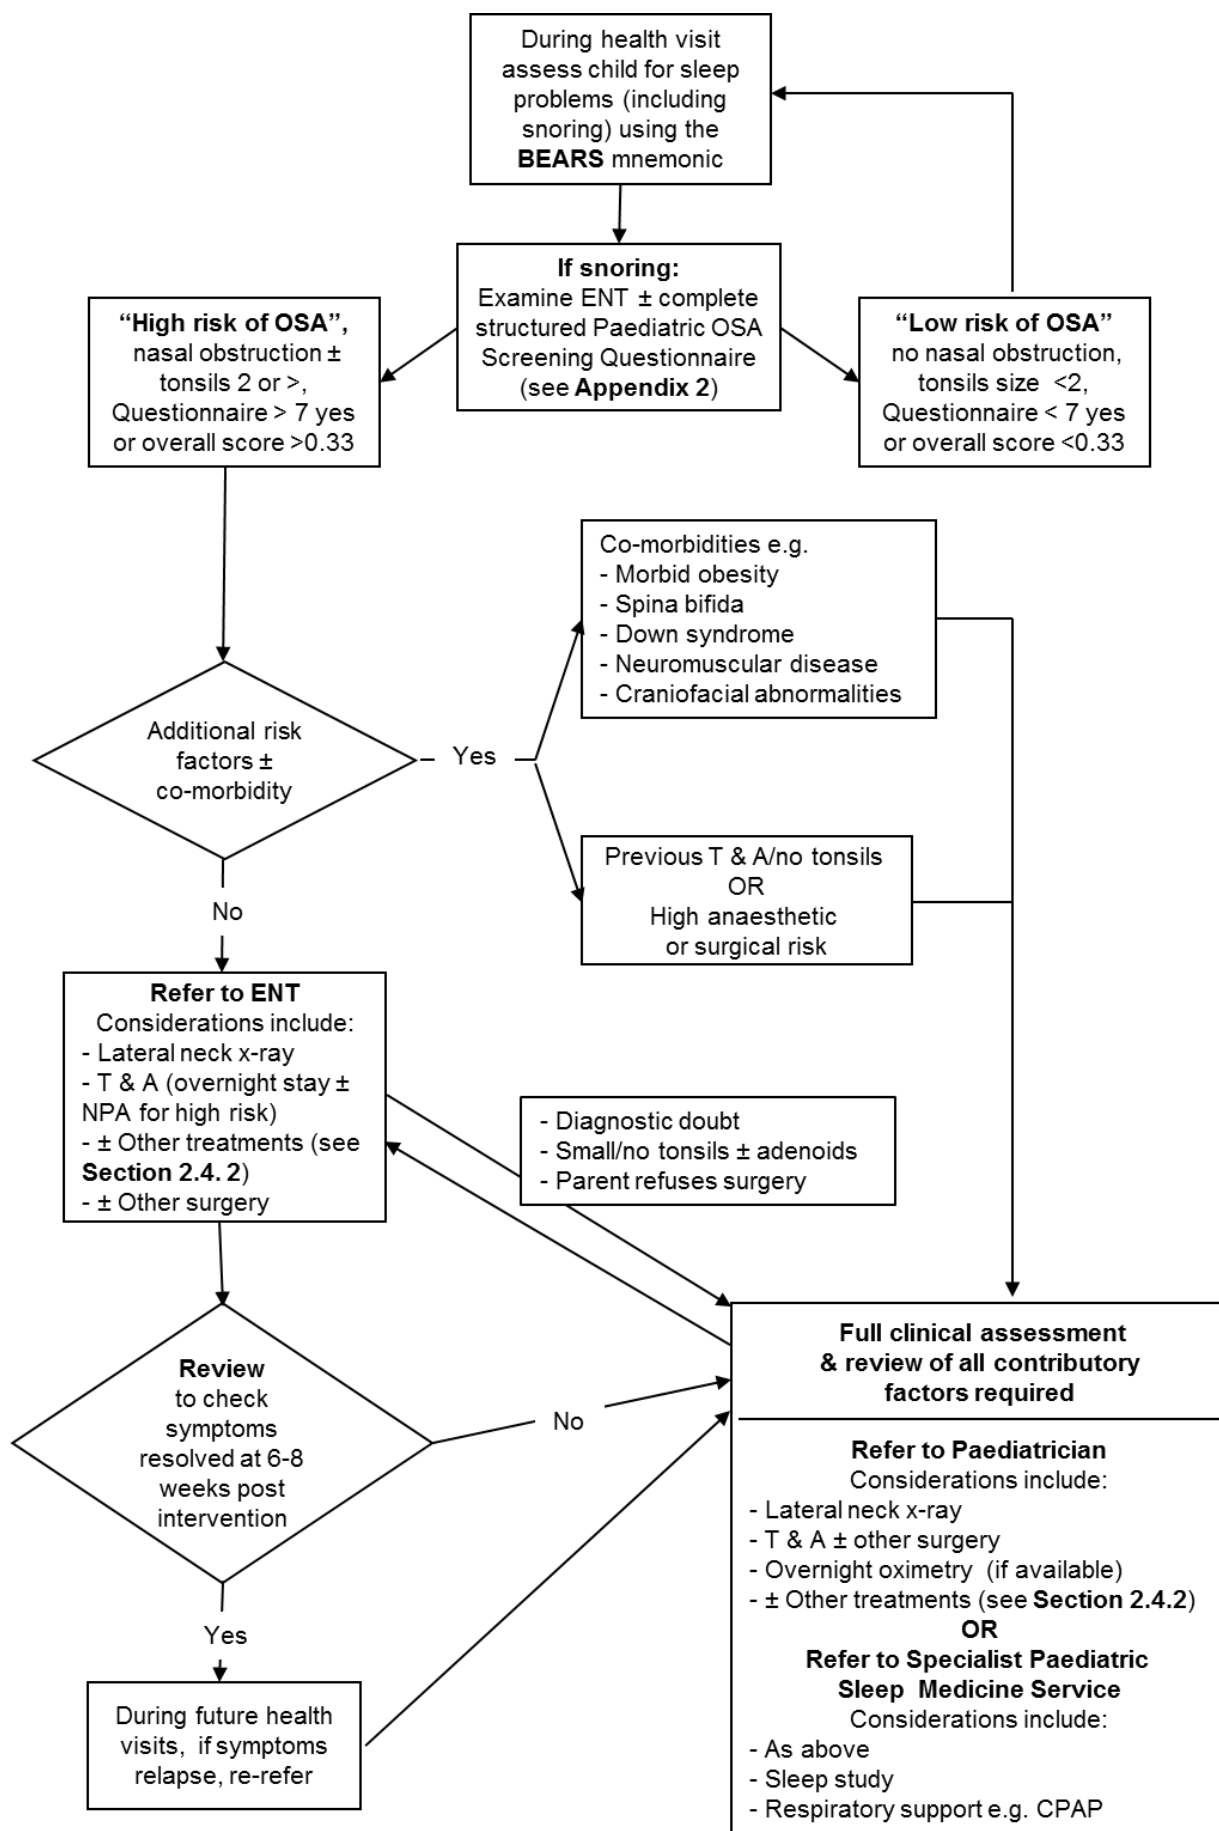 During health visit
assess child for sleep
problems (including
snoring) using the
BEARS mnemonic
If snoring:
Examine ENT ± complete
structured Paediatric OSA
Screening Questionnaire
(see Appendix 2)
“High risk of OSA”,
nasal obstruction ±
tonsils 2 or >,
Questionnaire > 7 yes
or overall score >0.33
“Low risk of OSA”
no nasal obstruction,
tonsils size <2,
Questionnaire < 7 yes
or overall score <0.33
Additional risk
factors ±
co-morbidity
Yes
Co-morbidities e.g.
- Morbid obesity
- Spina bifida
- Down syndrome
- Neuromuscular disease
- Craniofacial abnormalities
Previous T & A/no tonsils
OR
High anaesthetic
or surgical risk
No
Refer to ENT
Considerations include:
- Lateral neck x-ray
- T & A (overnight stay ±
NPA for high risk)
- ± Other treatments (see
Section 2.4. 2)
- ± Other surgery
- Diagnostic doubt
- Small/no tonsils ± adenoids
- Parent refuses surgery
Review
to check
symptoms
resolved at 6-8
weeks post
intervention
No
Yes
During future health
visits, if symptoms
relapse, re-refer
Full clinical assessment
& review of all contributory
factors required
Refer to Paediatrician
Considerations include:
- Lateral neck x-ray
- T & A ± other surgery
- Overnight oximetry (if available)
- ± Other treatments (see Section 2.4.2)
OR
Refer to Specialist Paediatric
Sleep Medicine Service
Considerations include:
- As above
- Sleep study
- Respiratory support e.g. CPAP